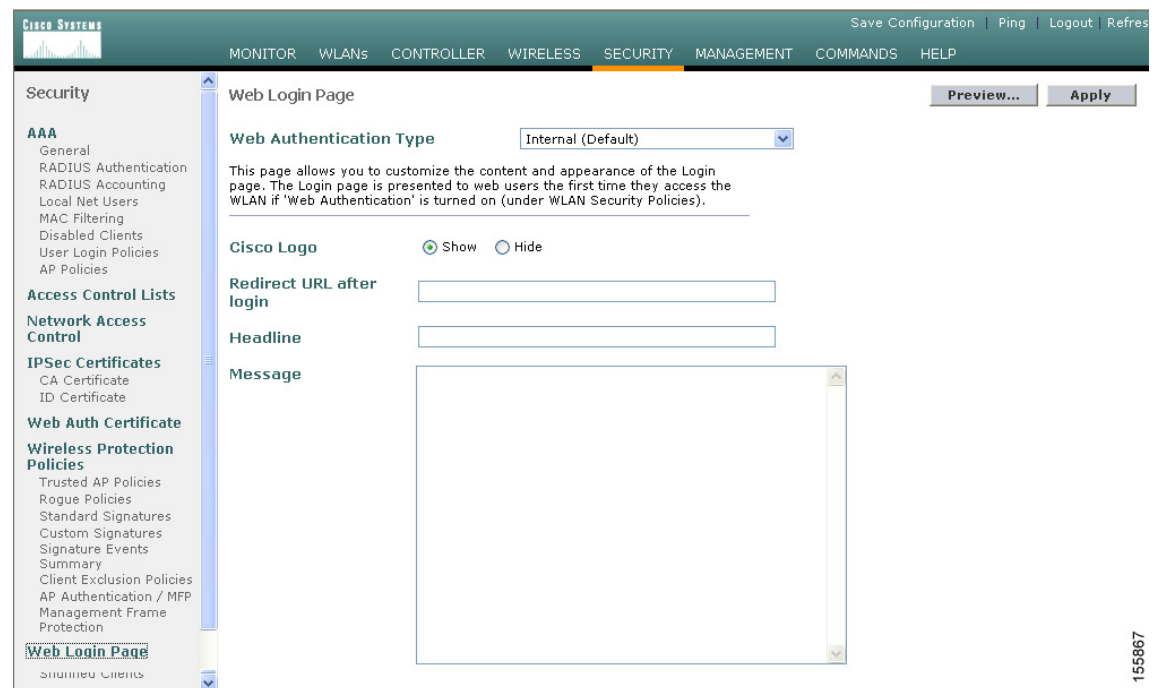 CISCO SYSTEMS
Save Configuration | Ping | Logout | Refres
MONITOR WLANs CONTROLLER WIRELESS SECURITY MANAGEMENT COMMANDS HELP
Security
AAA
General
RADIUS Authentication
RADIUS Accounting
Local Net Users
MAC Filtering
Disabled Clients
User Login Policies
AP Policies
Access Control Lists
Network Access
Control
IPSec Certificates
CA Certificate
ID Certificate
Web Auth Certificate
Wireless Protection
Policies
Trusted AP Policies
Rogue Policies
Standard Signatures
Custom Signatures
Signature Events
Summary
Client Exclusion Policies
AP Authentication / MFP
Management Frame
Protection
Web Login Page
Shunned Clients
Web Login Page
Preview... Apply
Web Authentication Type Internal (Default)
This page allows you to customize the content and appearance of the Login
page. The Login page is presented to web users the first time they access the
WLAN if 'Web Authentication' is turned on (under WLAN Security Policies).
Cisco Logo Show Hide
Redirect URL after
login
Headline
Message
155867